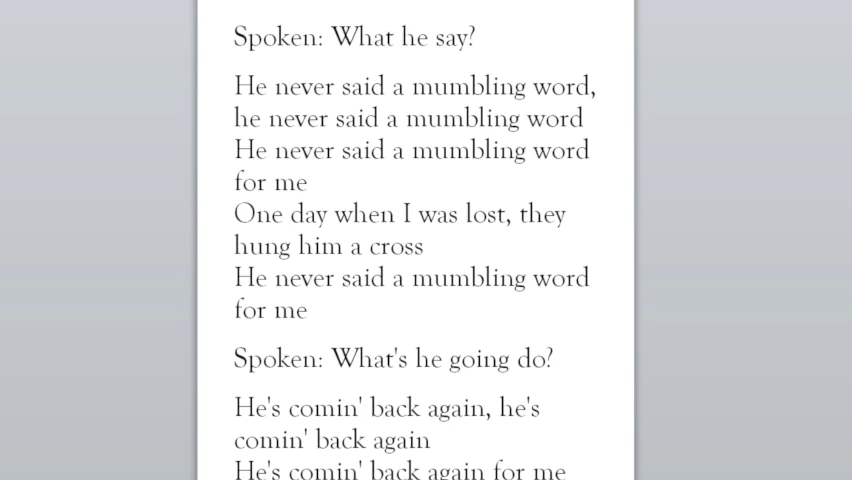 Spoken: What he say?
He never said a mumbling word,
he never said a mumbling word
He never said a mumbling word
for me
One day when I was lost, they
hung him a cross
He never said a mumbling word
for me
Spoken: What's he going do?
He's comin' back again, he's
comin' back again
He's comin' back again for me